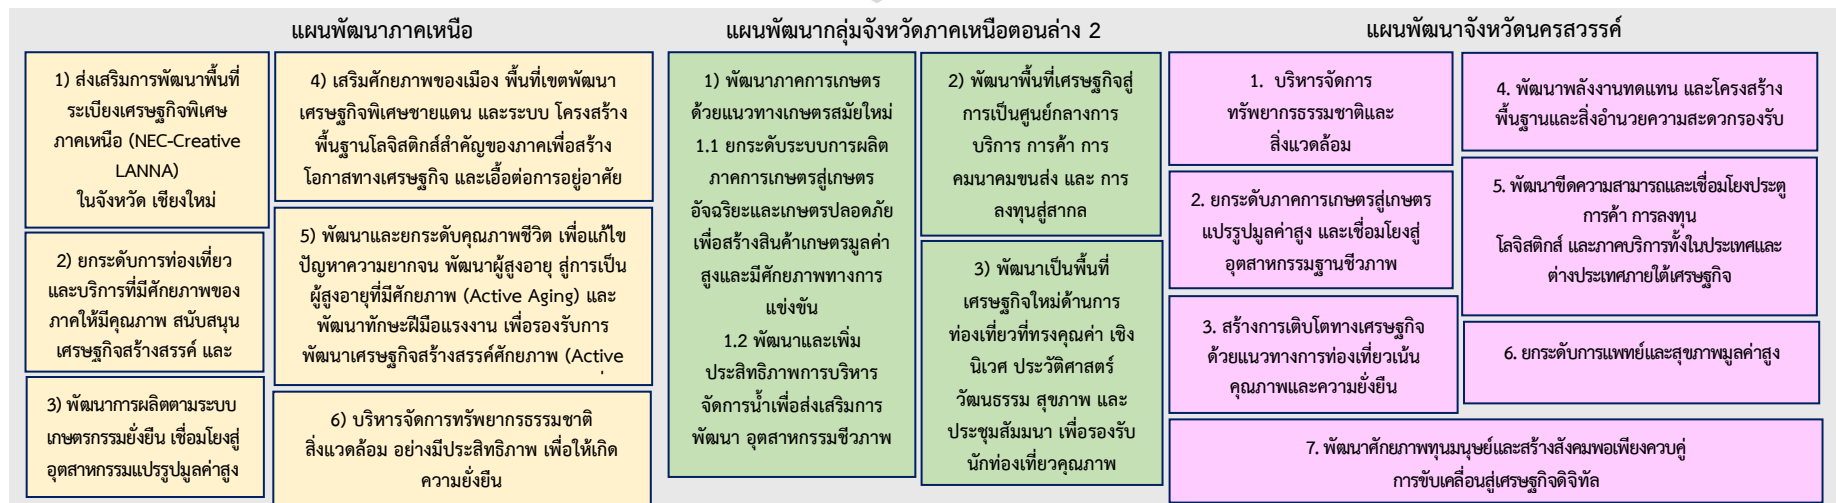 แผนพัฒนาภาคเหนือ
1) ส่งเสริมการพัฒนาพื้นที่
ระเบียงเศรษฐกิจพิเศษ
ภาคเหนือ (NEC-Creative
LANNA)
ในจังหวัด เชียงใหม่
2) ยกระดับการท่องเที่ยว
และบริการที่มีศักยภาพของ
ภาคให้มีคุณภาพ สนับสนุน
เศรษฐกิจสร้างสรรค์ และ
3) พัฒนาการผลิตตามระบบ
เกษตรกรรมยั่งยืน เชื่อมโยงสู่
อุตสาหกรรมแปรรูปมูลค่าสูง
4) เสริมศักยภาพของเมือง พื้นที่เขตพัฒนา
เศรษฐกิจพิเศษชายแดน และระบบ โครงสร้าง
พื้นฐานโลจิสติกส์สำคัญของภาคเพื่อสร้าง
โอกาสทางเศรษฐกิจ และเอื้อต่อการอยู่อาศัย
5) พัฒนาและยกระดับคุณภาพชีวิต เพื่อแก้ไข
ปัญหาความยากจน พัฒนาผู้สูงอายุ สู่การเป็น
ผู้สูงอายุที่มีศักยภาพ (Active Aging) และ
พัฒนาทักษะฝีมือแรงงาน เพื่อรองรับการ
พัฒนาเศรษฐกิจสร้างสรรค์ศักยภาพ (Active
6) บริหารจัดการทรัพยากรธรรมชาติ
สิ่งแวดล้อม อย่างมีประสิทธิภาพ เพื่อให้เกิด
ความยั่งยืน
แผนพัฒนากลุ่มจังหวัดภาคเหนือตอนล่าง 2
1) พัฒนาภาคการเกษตร
ด้วยแนวทางเกษตรสมัยใหม่
1.1 ยกระดับระบบการผลิต
ภาคการเกษตรสู่เกษตร
อัจฉริยะและเกษตรปลอดภัย
เพื่อสร้างสินค้าเกษตรมูลค่า
สูงและมีศักยภาพทางการ
แข่งขัน
1.2 พัฒนาและเพิ่ม
ประสิทธิภาพการบริหาร
จัดการน้ำเพื่อส่งเสริมการ
พัฒนา อุตสาหกรรมชีวภาพ
2) พัฒนาพื้นที่เศรษฐกิจสู่
การเป็นศูนย์กลางการ
บริการ การค้า การ
คมนาคมขนส่ง และ การ
ลงทุนสู่สากล
3) พัฒนาเป็นพื้นที่
เศรษฐกิจใหม่ด้านการ
ท่องเที่ยวที่ทรงคุณค่า เชิง
นิเวศ ประวัติศาสตร์
วัฒนธรรม สุขภาพ และ
ประชุมสัมมนา เพื่อรองรับ
นักท่องเที่ยวคุณภาพ
แผนพัฒนาจังหวัดนครสวรรค์
1. บริหารจัดการ
ทรัพยากรธรรมชาติและ
สิ่งแวดล้อม
2. ยกระดับภาคการเกษตรสู่เกษตร
แปรรูปมูลค่าสูง และเชื่อมโยงสู่
อุตสาหกรรมฐานชีวภาพ
3. สร้างการเติบโตทางเศรษฐกิจ
ด้วยแนวทางการท่องเที่ยวเน้น
คุณภาพและความยั่งยืน
4. พัฒนาพลังงานทดแทน และโครงสร้าง
พื้นฐานและสิ่งอำนวยความสะดวกรองรับ
5. พัฒนาขีดความสามารถและเชื่อมโยงประตู
การค้า การลงทุน
โลจิสติกส์ และภาคบริการทั้งในประเทศและ
ต่างประเทศภายใต้เศรษฐกิจ
6. ยกระดับการแพทย์และสุขภาพมูลค่าสูง
7. พัฒนาศักยภาพทุนมนุษย์และสร้างสังคมพอเพียงควบคู่
การขับเคลื่อนสู่เศรษฐกิจดิจิทัล